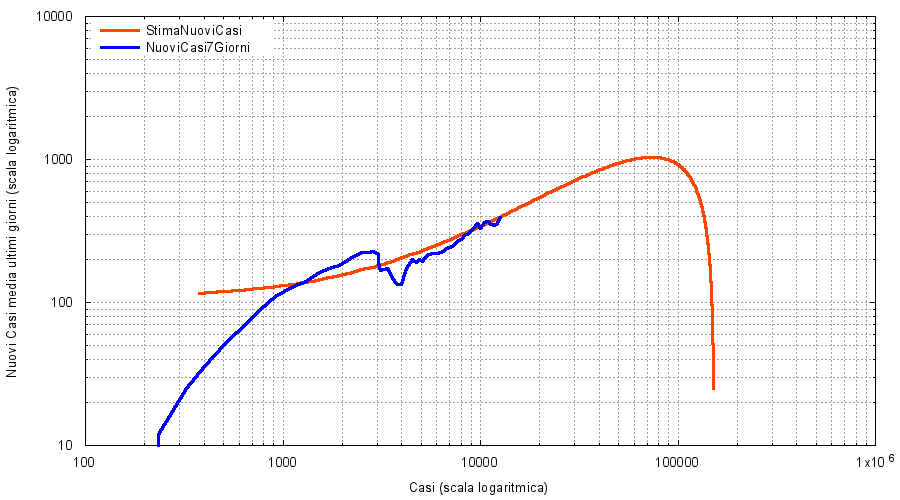 10000
StimaNuoviCasi
NuoviCasi7Giorni
1000
100
10
Nuovi Casi media ultimi giorni (scala logaritmica)
100
1000
10000
100000
1x10 6
Casi (scala logaritmica)